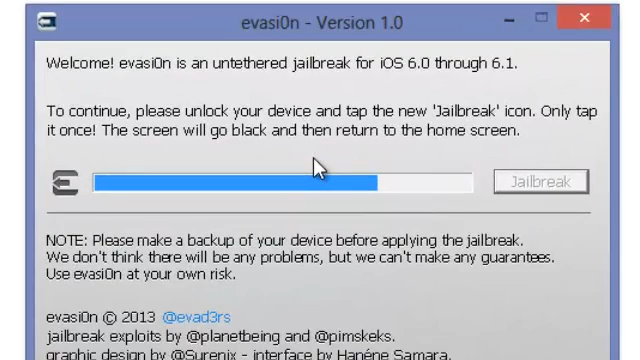 evasi0n - Version 1.0
Welcome! evasi0n is an untethered jailbreak for iOS 6.0 through 6.1.
To continue, please unlock your device and tap the new 'Jailbreak' icon. Only tap
it once! The screen will go black and then return to the home screen.
Jailbreak
NOTE: Please make a backup of your device before applying the jailbreak.
We don't think there will be any problems, but we can't make any guarantees.
Use evasi0n at your own risk.
evasi0n © 2013 @evad3rs
jailbreak exploits by @planetbeing and @pimskeks.
graphic design by @Surenix - interface by Hanéne Samara.